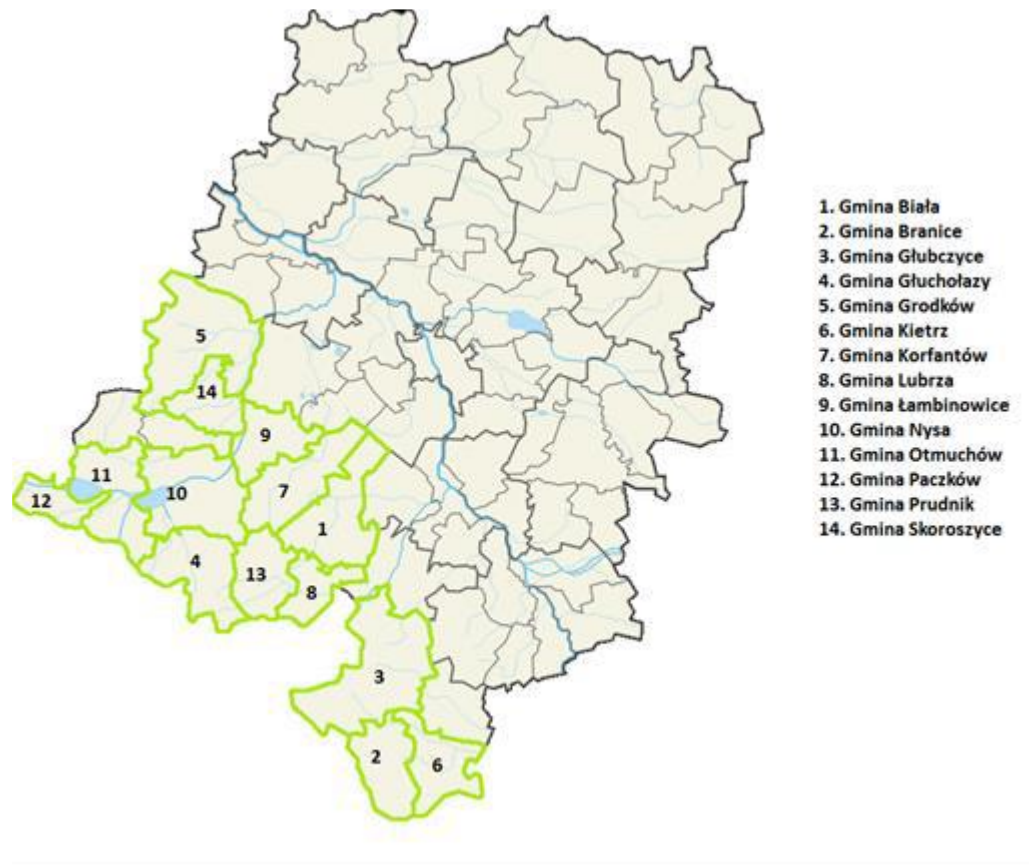 1. Gmina Biała
2. Gmina Branice
3. Gmina Głubczyce
4. Gmina Głuchołazy
5. Gmina Grodków
6. Gmina Kietrz
7. Gmina Korfantów
8. Gmina Lubrza
9. Gmina Łambinowice
10. Gmina Nysa
11. Gmina Otmuchów
12. Gmina Paczków
13. Gmina Prudnik
14. Gmina Skoroszyce
5
14
9
11
10
7
12
1
4
13
8
3
2
6